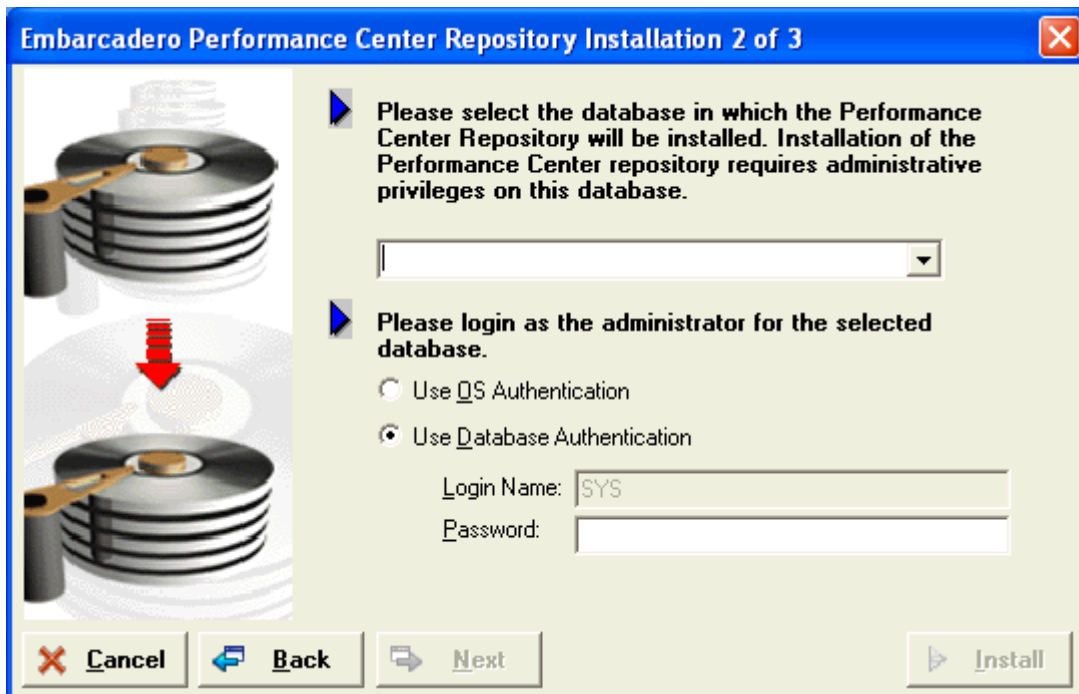 Embarcadero Performance Center Repository Installation 2 of 3
Please select the database in which the Performance
Center Repository will be installed. Installation of the
Performance Center repository requires administrative
privileges on this database.
Please login as the administrator for the selected
database.
Use OS Authentication
Use Database Authentication
Login Name: SYS
Password:
Cancel Back Next Install